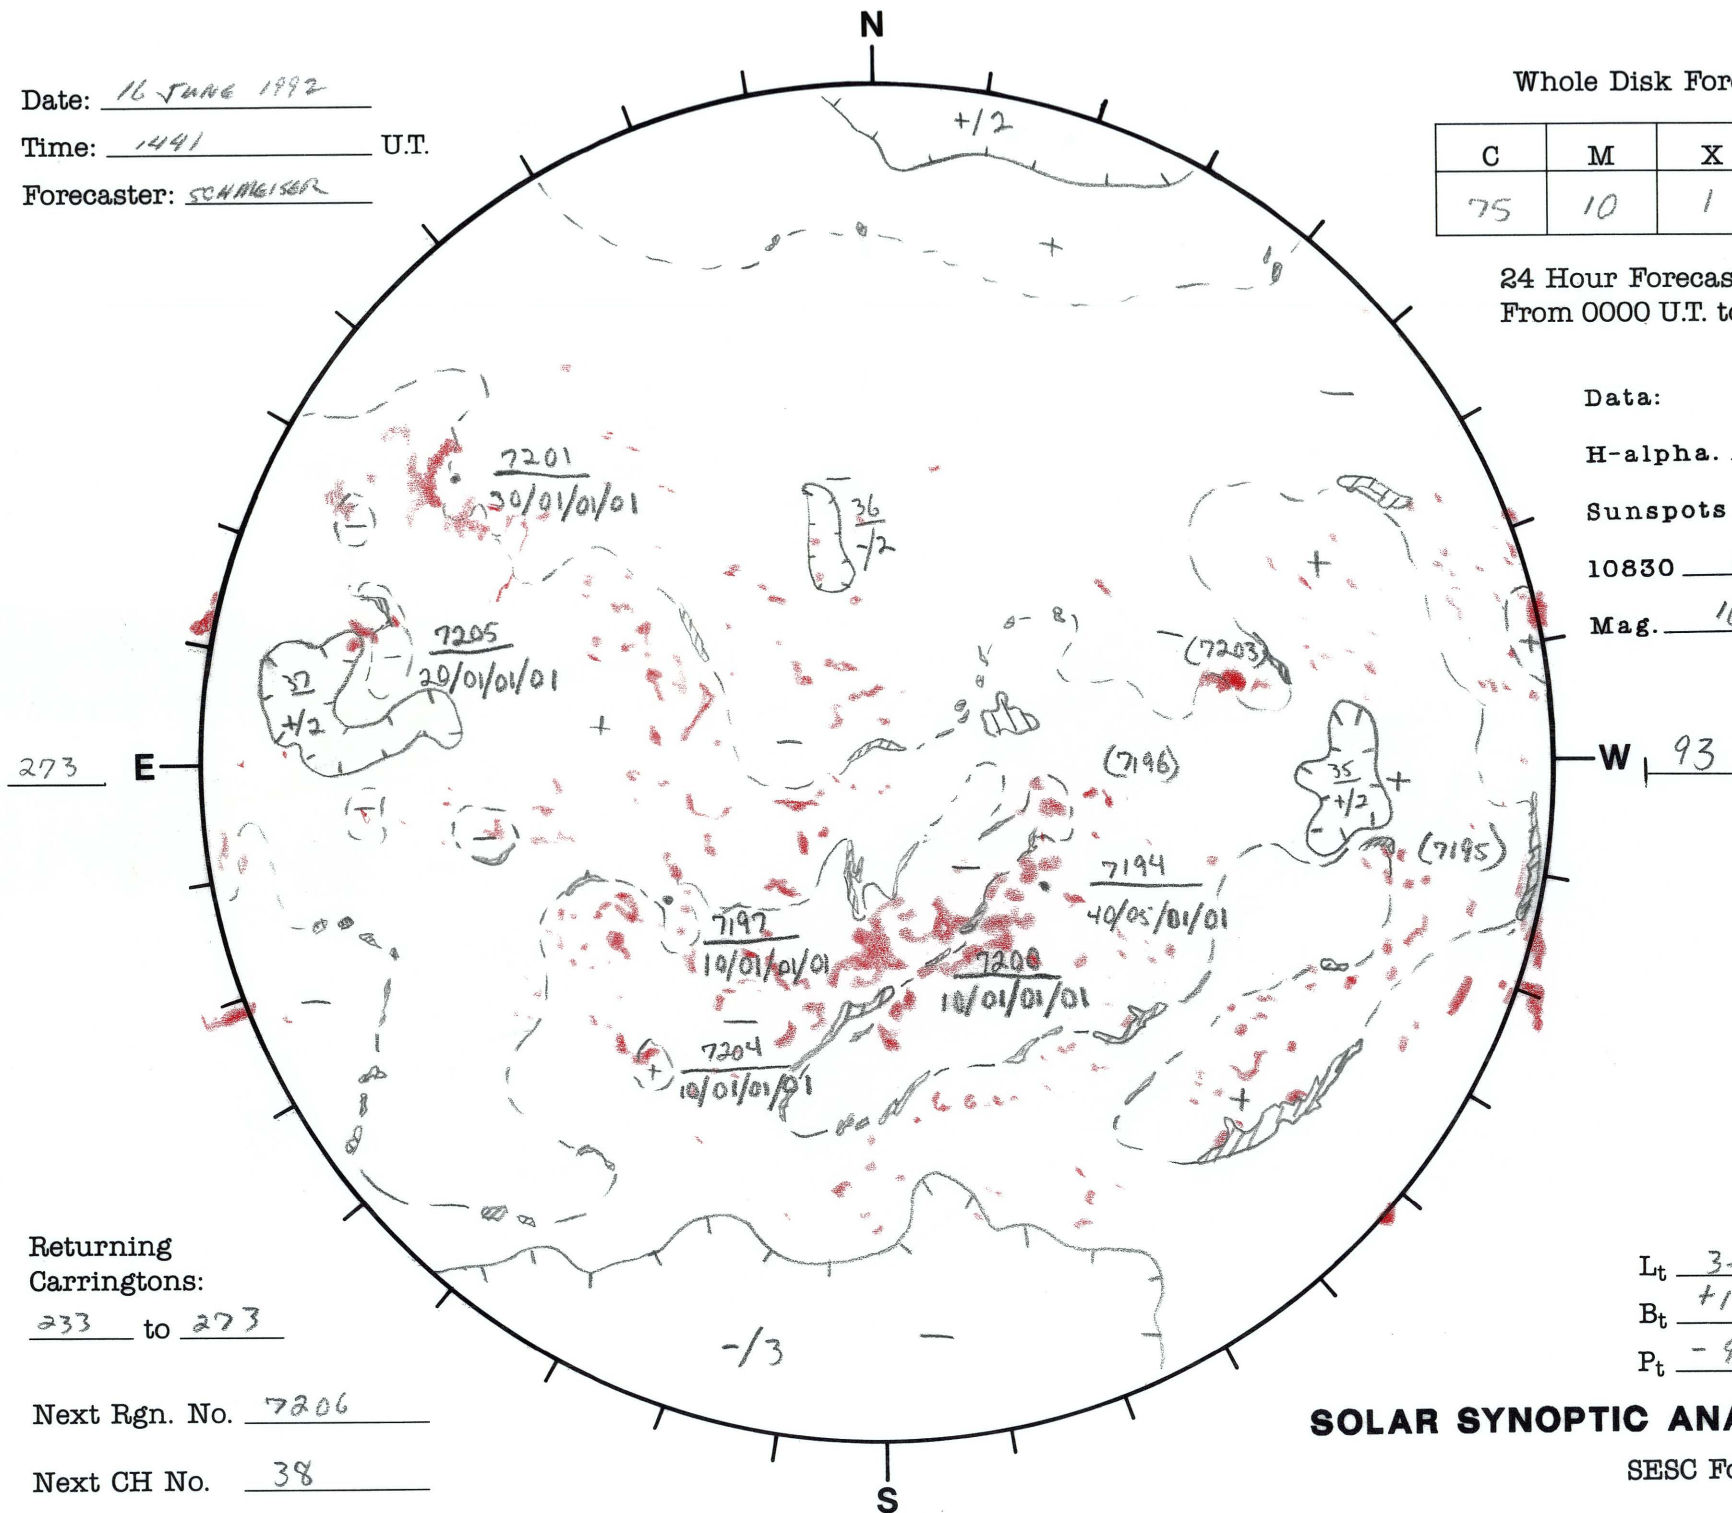 N
Date: 16 JUNE 1992
Time: 1441 U.T.
Forecaster: SCHMEISER
Whole Disk For
C M X
75 10 1
24 Hour Forecas
From 0000 U.T. to
Data:
H-alpha.
Sunspots
10830
Mag.
+/2
+
-
7201
30/01/01/01
-
36
-/2
-
+
7205
20/01/01/01
37
+/2
-
+
-
-
(7203)
+
273 E
(7196)
35
+/2
+
W 93
+
-
(7195)
-
7194
40/05/01/01
7197
10/01/01/01
7200
10/01/01/01
-
-
7204
10/01/01/01
+
+
Returning
Carringtons:
233 to 273
-/3
-
Next Rgn. No. 7206
Next CH No. 38
S
Lt 3
Bt +1
Pt -
SOLAR SYNOPTIC ANA
SESC Fo